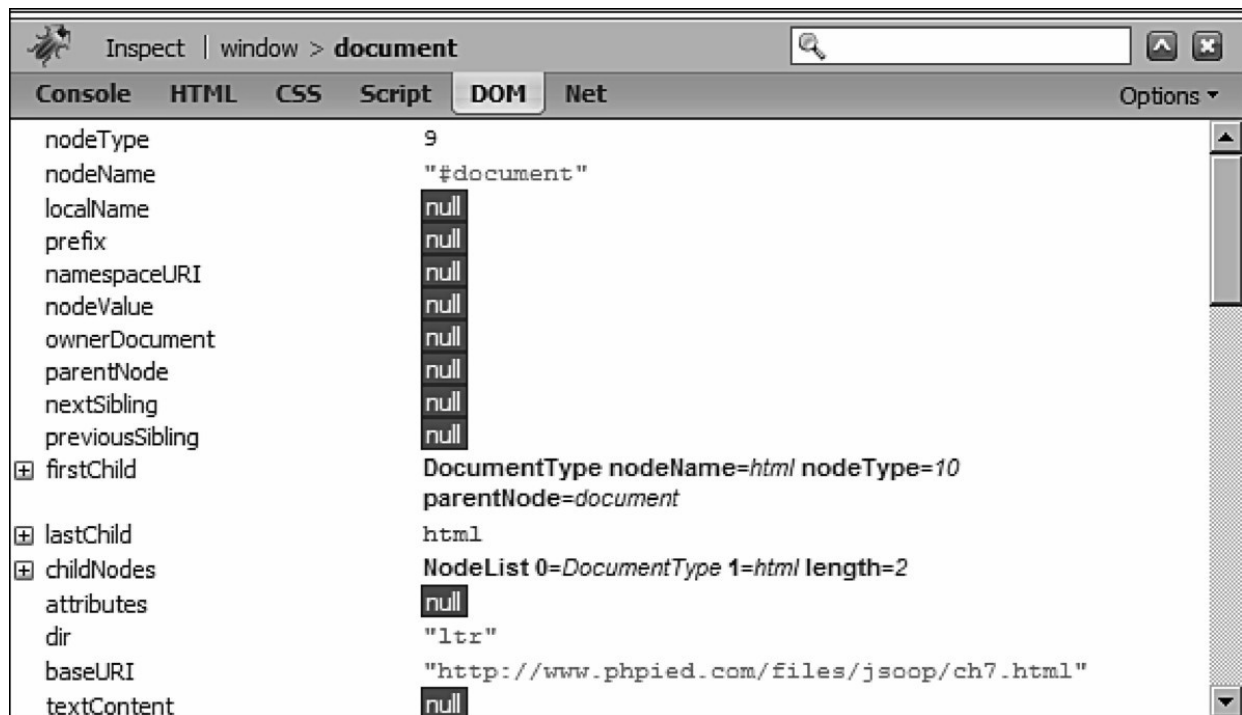 Inspect | window > document
Console HTML CSS Script DOM Net Options
nodeType 9
nodeName "#document"
localName null
prefix null
namespaceURI null
nodeValue null
ownerDocument null
parentNode null
nextSibling null
previousSibling null
firstChild DocumentType nodeName=html nodeType=10
parentNode=document
lastChild html
childNodes NodeList 0=DocumentType 1=html length=2
attributes null
dir "ltr"
baseURI "http://www.phpied.com/files/jsoop/ch7.html"
textContent null